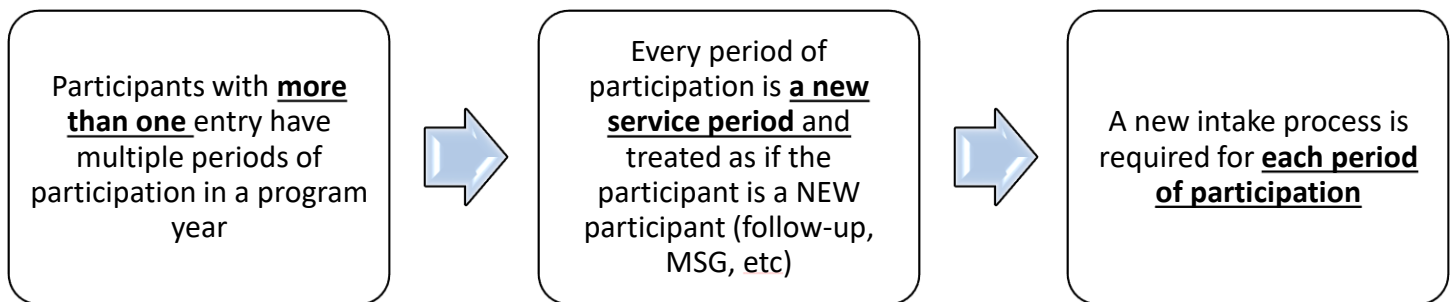 Participants with more
than one entry have
multiple periods of
participation in a program
year
Every period of
participation is a new
service period and
treated as if the
participant is a NEW
participant (follow-up,
MSG, etc)
A new intake process is
required for each period
of participation